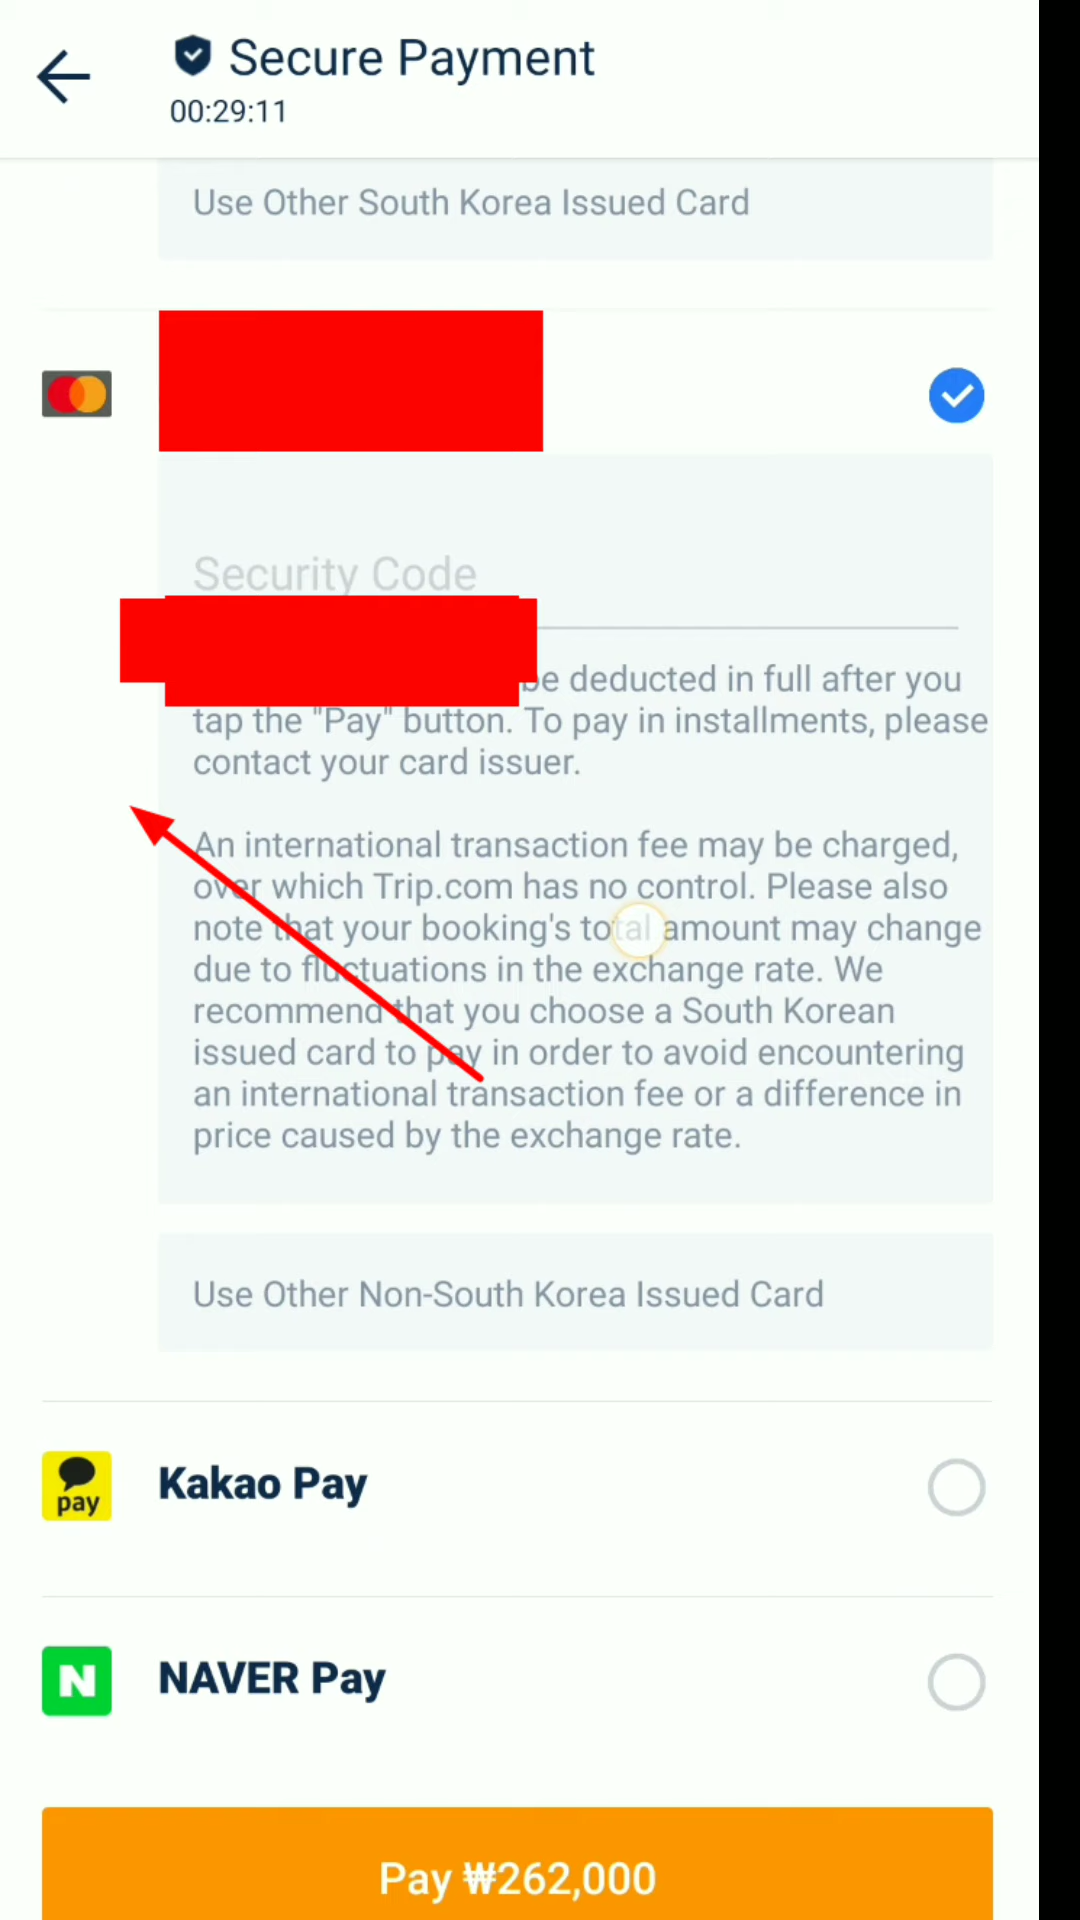 Secure Payment
00:29:11
Use Other South Korea Issued Card
Security Code
be deducted in full after you
tap the "Pay" button. To pay in installments, please
contact your card issuer.
An international transaction fee may be charged,
over which Trip.com has no control. Please also
note that your booking's total amount may change
due to fluctuations in the exchange rate. We
recommend that you choose a South Korean
issued card to pay in order to avoid encountering
an international transaction fee or a difference in
price caused by the exchange rate.
Use Other Non-South Korea Issued Card
pay
Kakao Pay
N
NAVER Pay
Pay ₩262,000